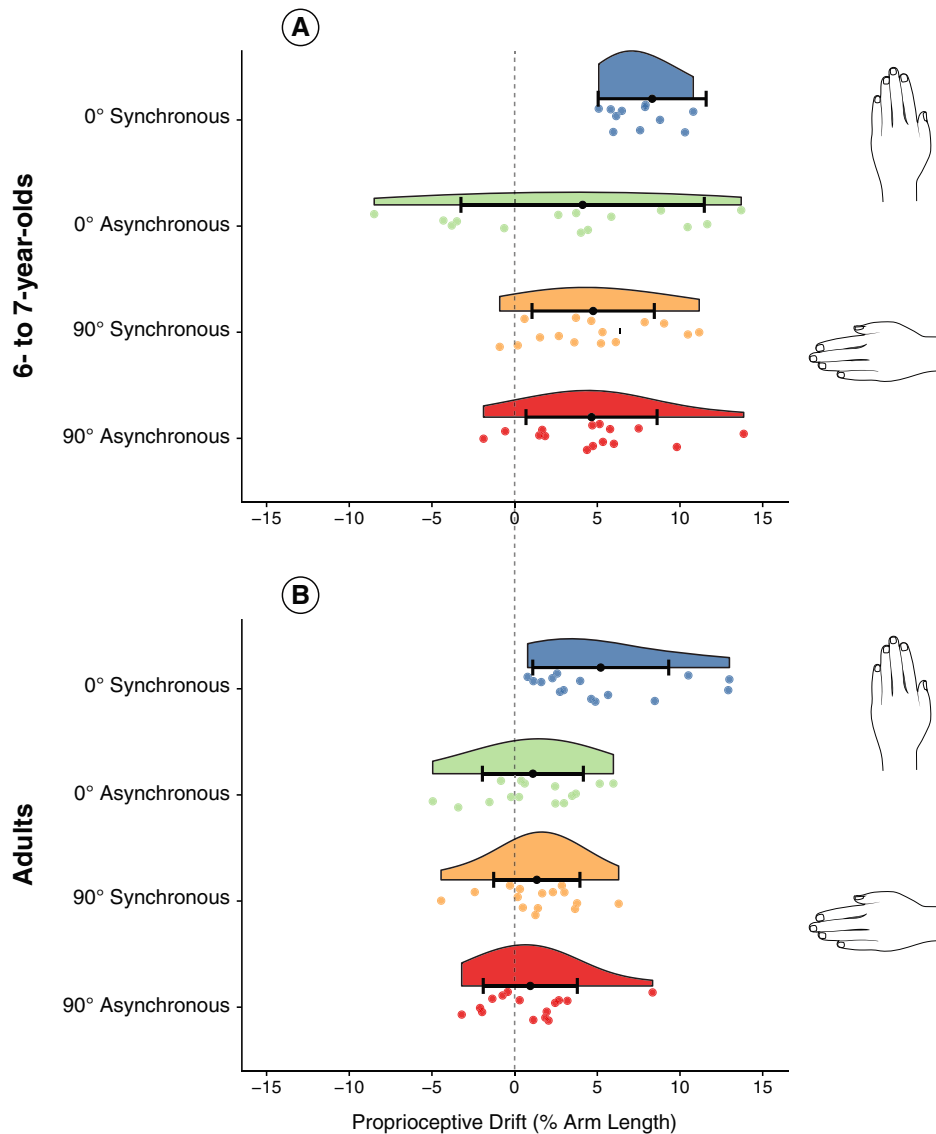 A
6- to 7-year-olds
0° Synchronous
0° Asynchronous
90° Synchronous
90° Asynchronous
−15 −10 −5 0 5 10 15
B
Adults
0° Synchronous
0° Asynchronous
90° Synchronous
90° Asynchronous
−15 −10 −5 0 5 10 15
Proprioceptive Drift (% Arm Length)